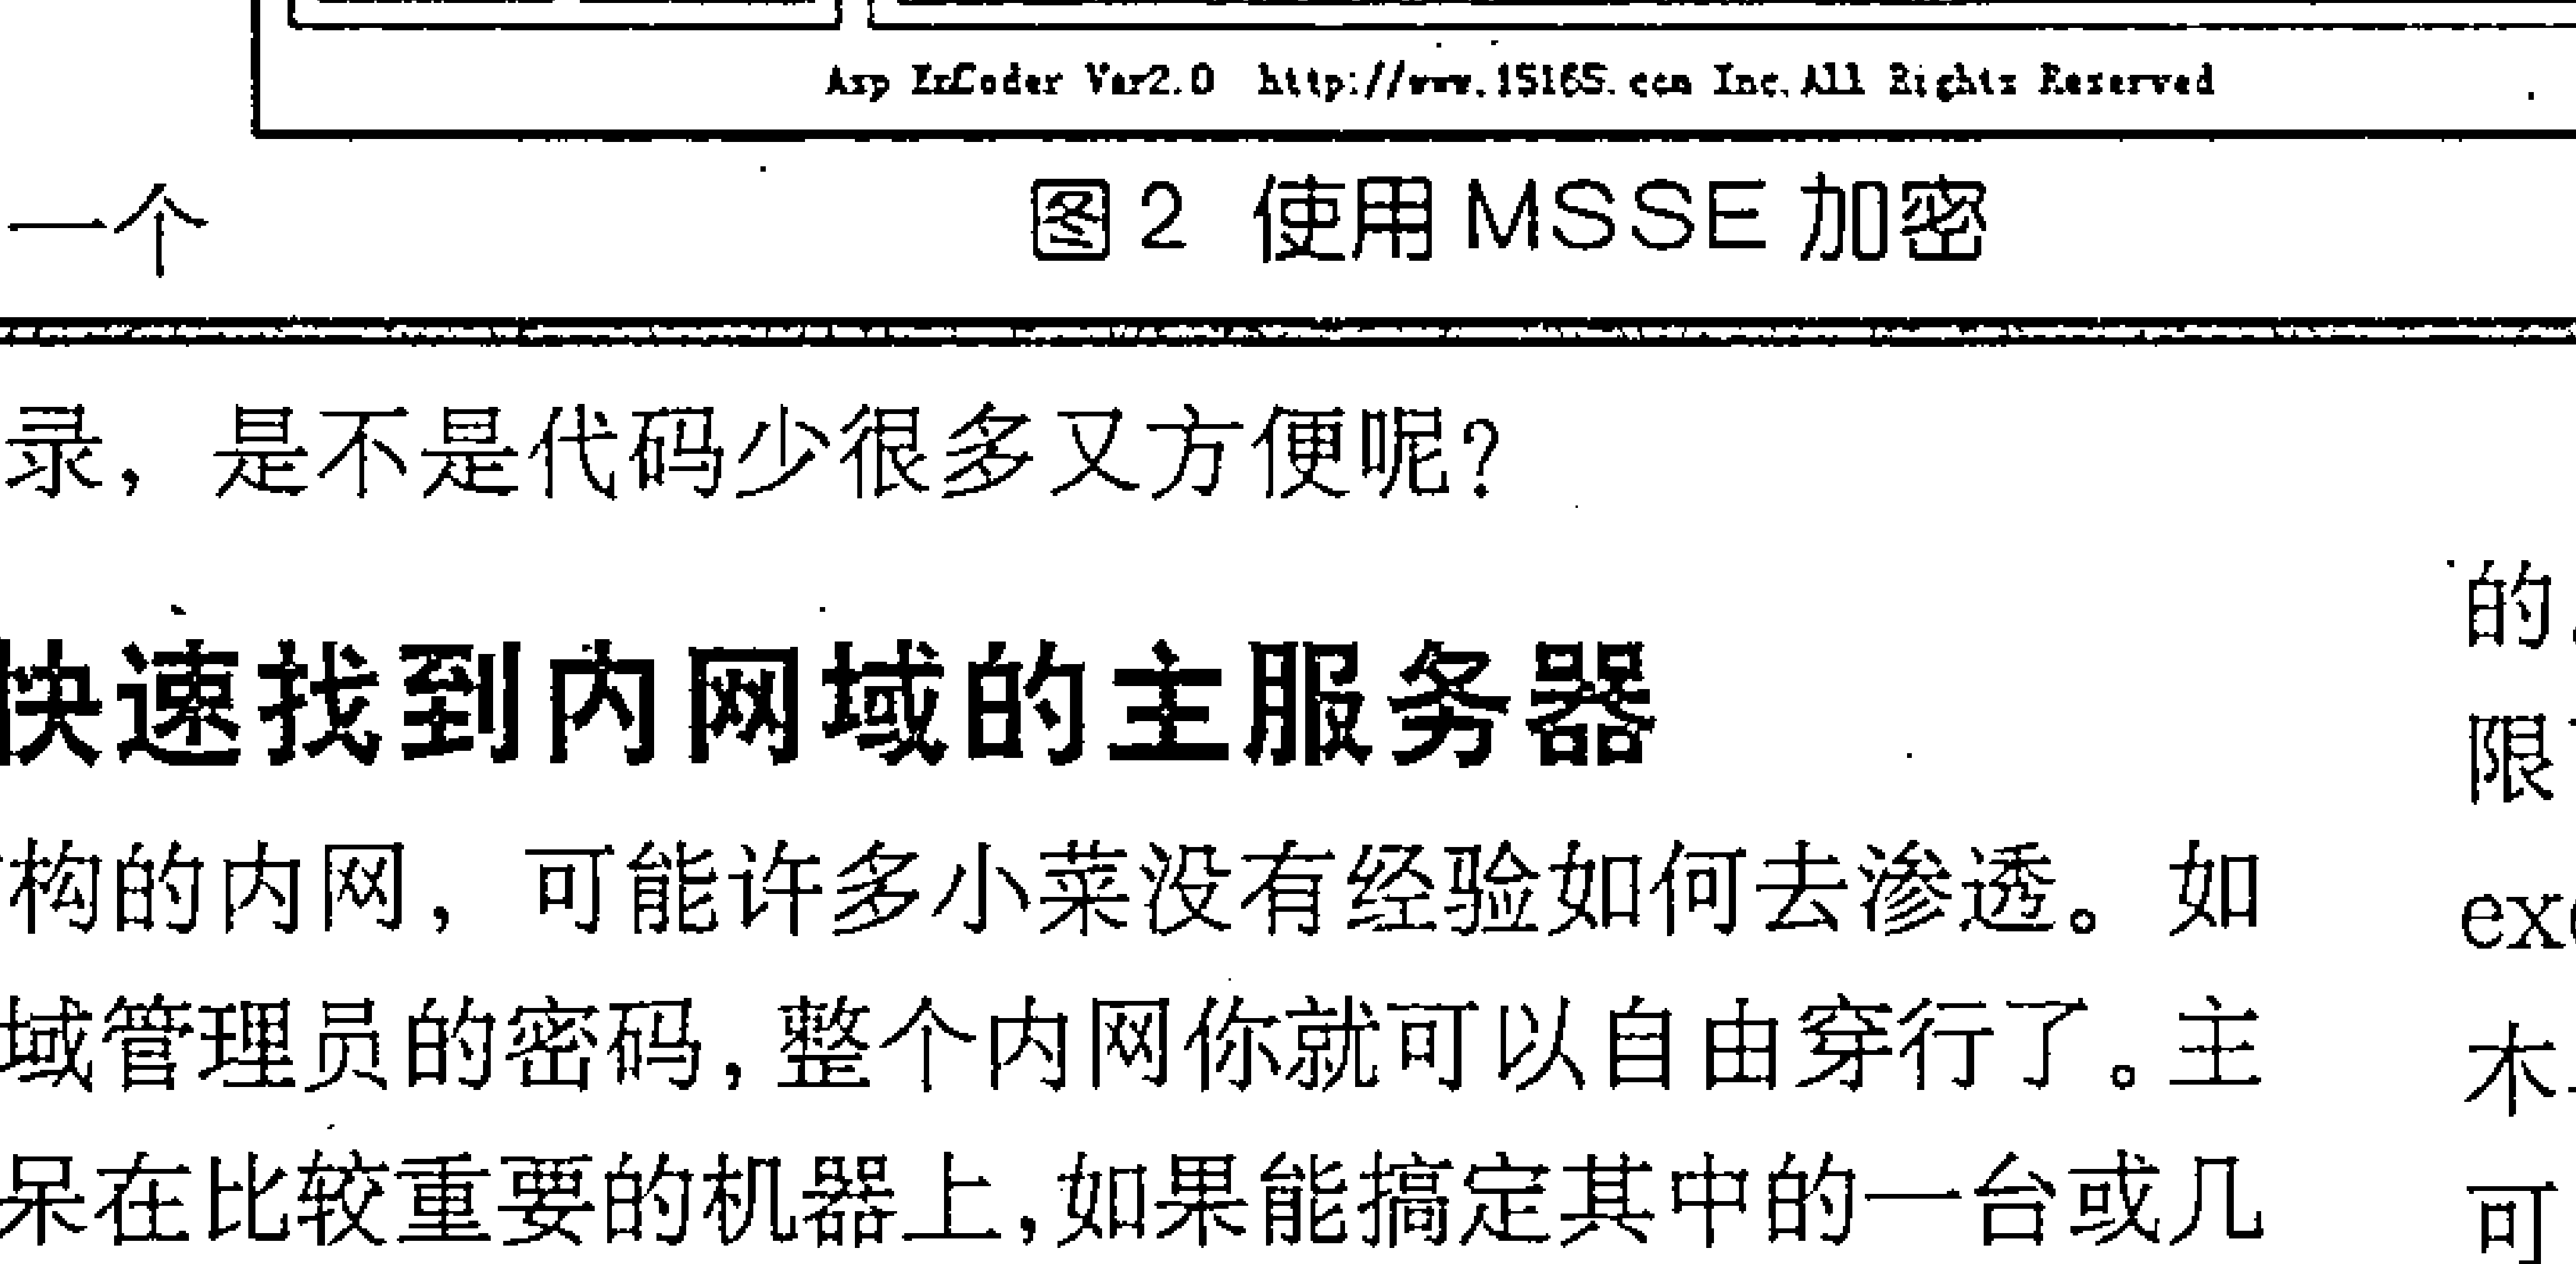 Asp EnCoder Ver2.0 http://www.15165.com Inc.All Rights Reserved
一个
图2 使用MSSE加密
录，是不是代码少很多又方便呢？
快速找到内网域的主服务器
构的内网，可能许多小菜没有经验如何去渗透。如
域管理员的密码，整个内网你就可以自由穿行了。主
呆在比较重要的机器上，如果能搞定其中的一台或几
的
限
exe
木
可